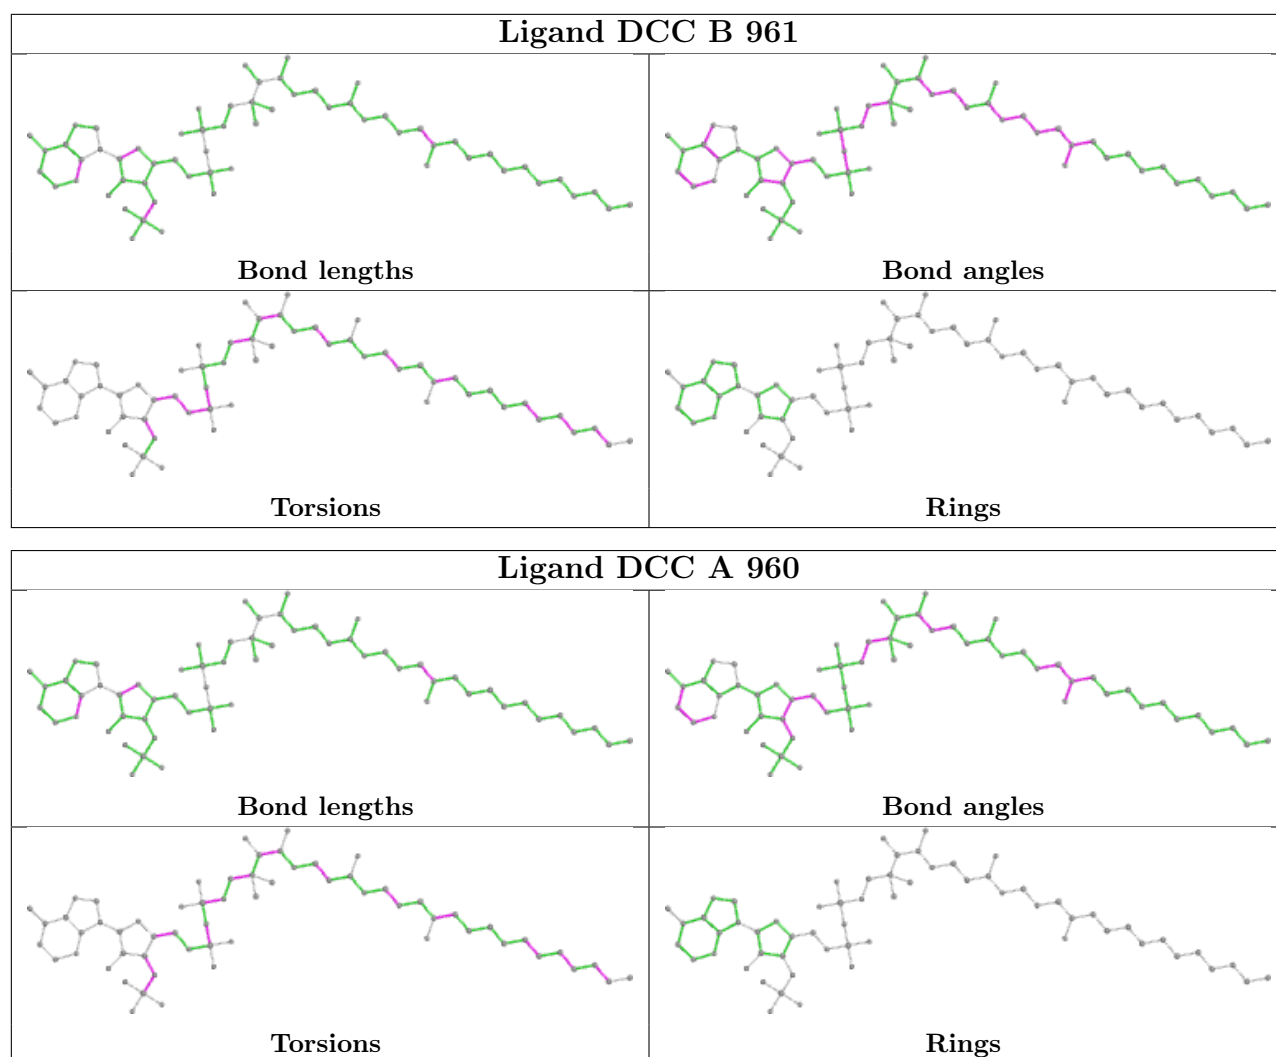 Ligand DCC B 961
Bond lengths
Bond angles
Torsions
Rings
Ligand DCC A 960
Bond lengths
Bond angles
Torsions
Rings